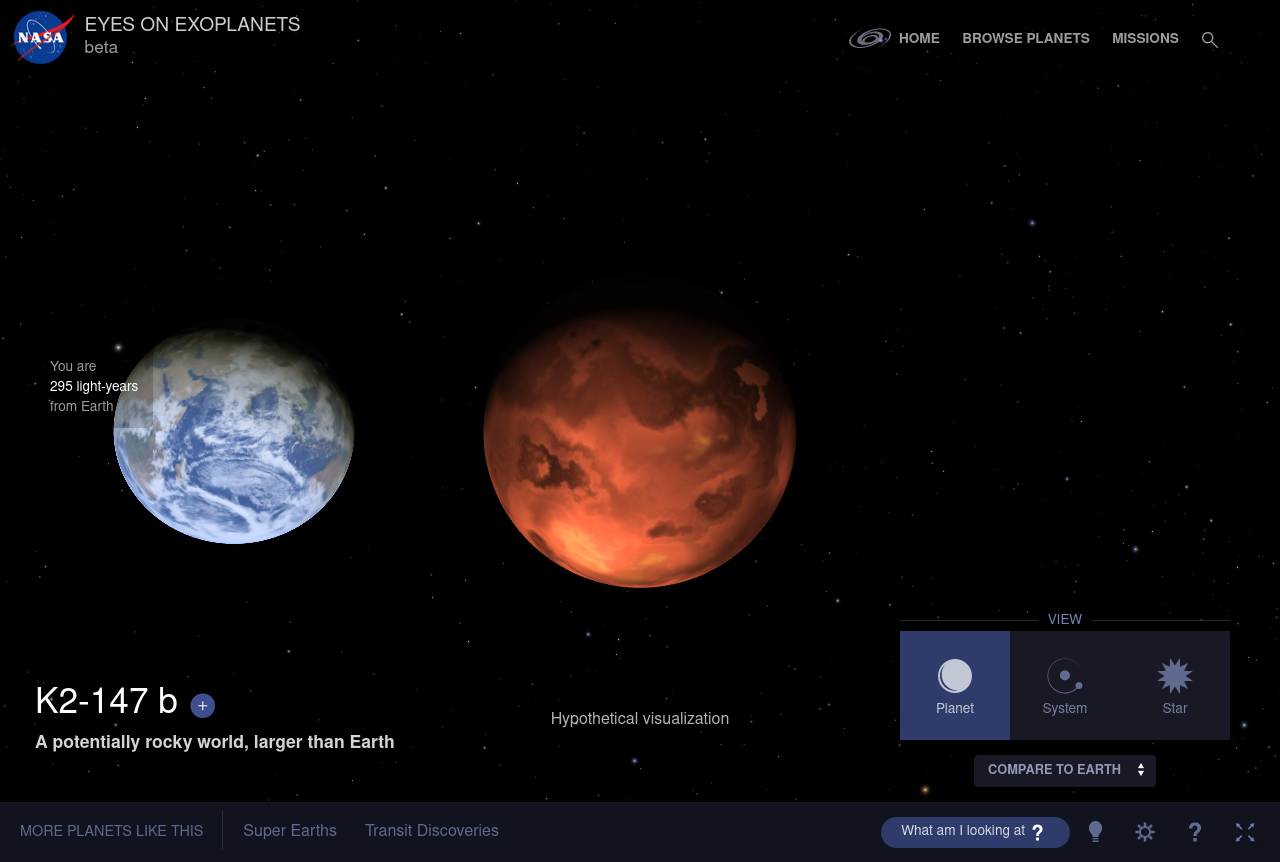 NASA
EYES ON EXOPLANETS
beta
HOME
BROWSE PLANETS
MISSIONS
You are
295 light-years
from Earth
K2-147 b
A potentially rocky world, larger than Earth
Hypothetical visualization
VIEW
Planet
System
Star
COMPARE TO EARTH
MORE PLANETS LIKE THIS
Super Earths
Transit Discoveries
What am I looking at ?
?